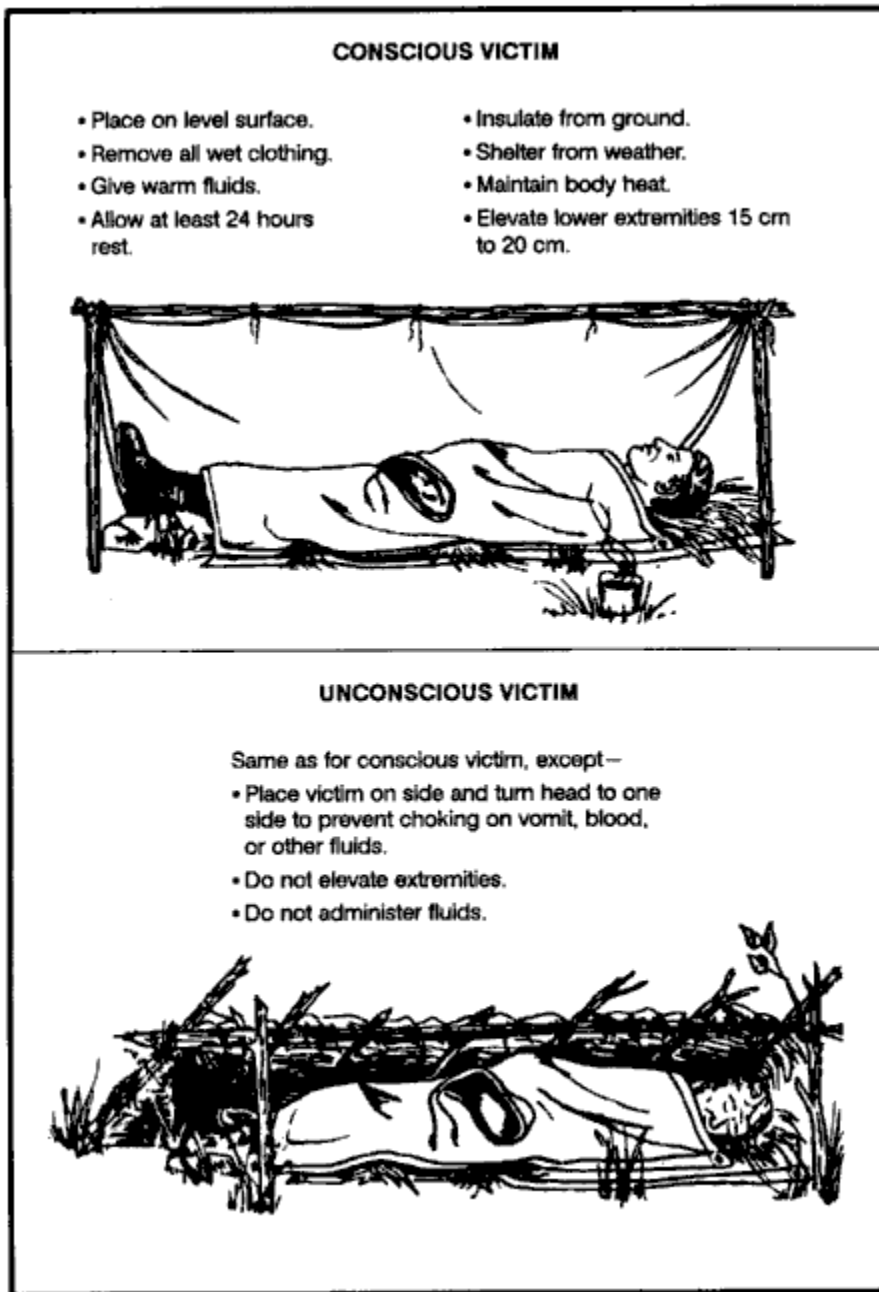 CONSCIOUS VICTIM
• Place on level surface.
• Remove all wet clothing.
• Give warm fluids.
• Allow at least 24 hours
rest.
• Insulate from ground.
• Shelter from weather.
• Maintain body heat.
• Elevate lower extremities 15 cm
to 20 cm.
UNCONSCIOUS VICTIM
Same as for conscious victim, except—
• Place victim on side and turn head to one
side to prevent choking on vomit, blood,
or other fluids.
• Do not elevate extremities.
• Do not administer fluids.